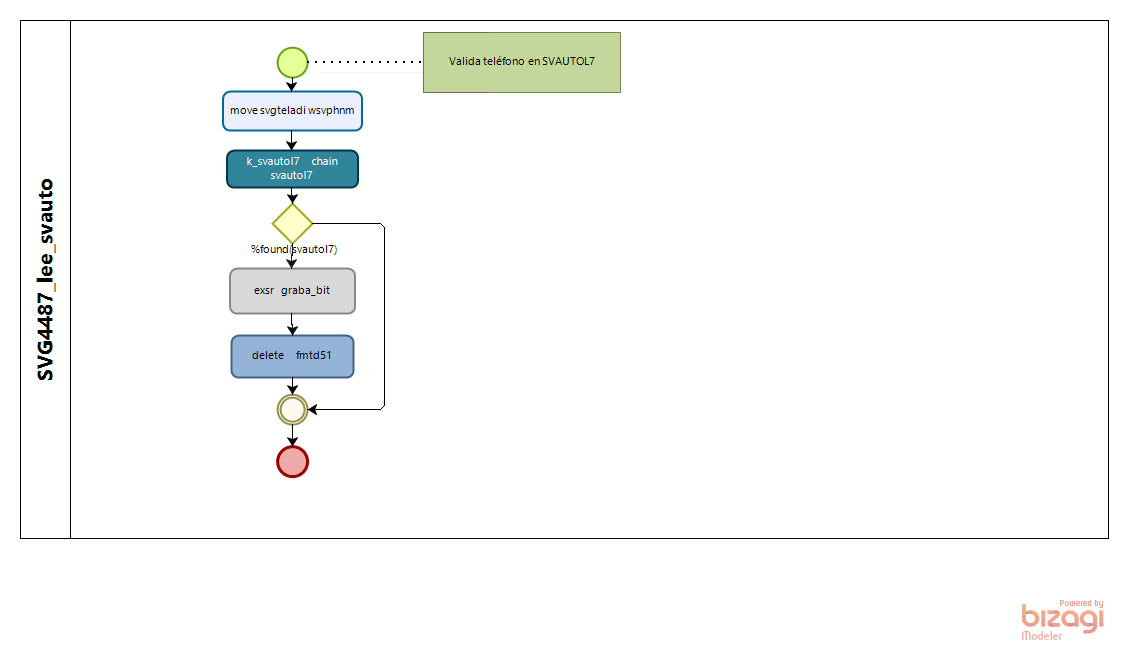 SVG4487_lee_svauto
Valida teléfono en SVAUTOL7
move svgteladi wsvphnm
k_svautol7 chain
svautol7
%found(svautol7)
exsr graba_bit
delete fmtd51
Powered by
bizagi
Modeler